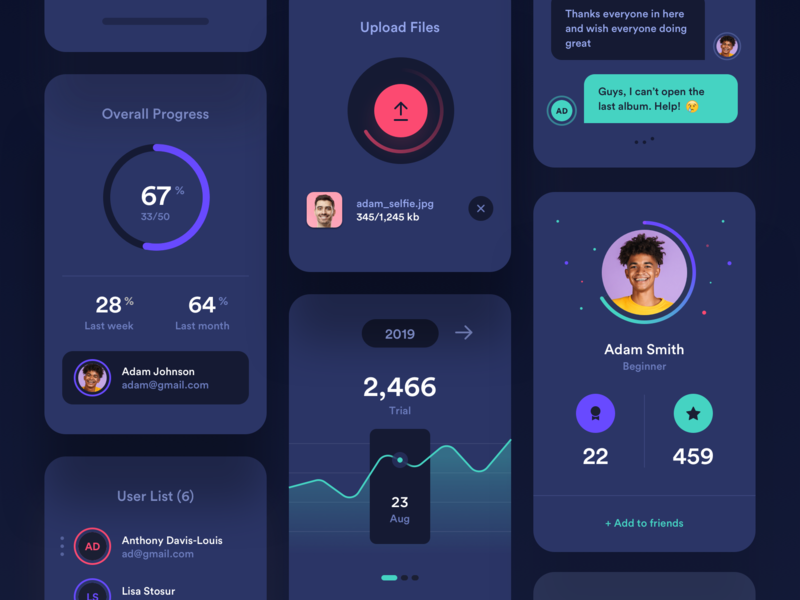 Overall Progress
67 %
33/50
28 %
64 %
Last week
Last month
Adam Johnson
adam@gmail.com
User List (6)
AD
Anthony Davis-Louis
ad@gmail.com
LS
Lisa Stosur
Upload Files
adam_selfie.jpg
345/1,245 kb
2019
2,466
Trial
23
Aug
Thanks everyone in here
and wish everyone doing
great
AD
Guys, I can't open the
last album. Help!
Adam Smith
Beginner
22
459
+ Add to friends